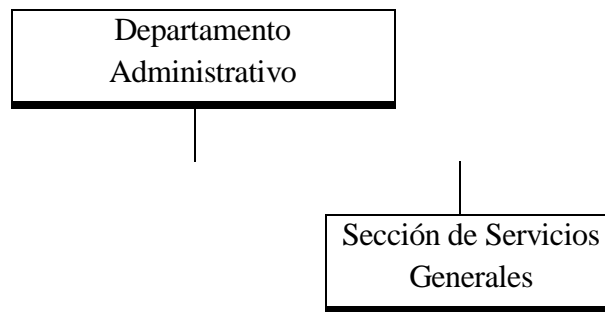 Departamento
Administrativo
Sección de Servicios
Generales